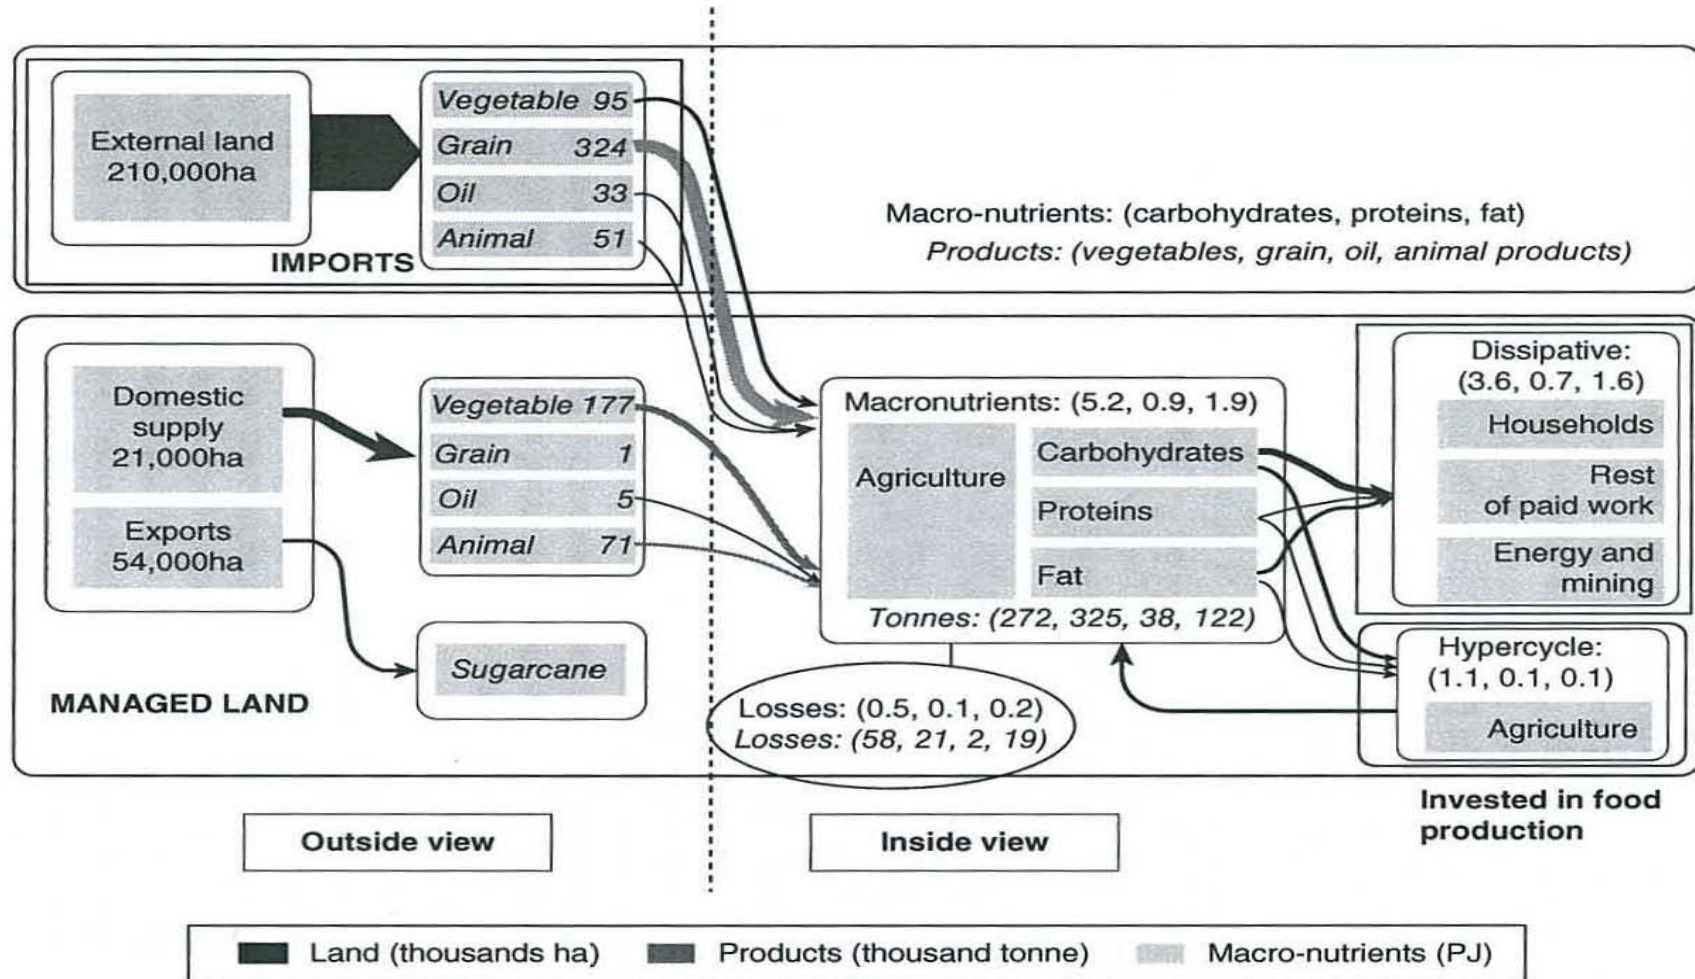 External land
210,000ha
IMPORTS
Vegetable 95
Grain 324
Oil 33
Animal 51
Macro-nutrients: (carbohydrates, proteins, fat)
Products: (vegetables, grain, oil, animal products)
Domestic
supply
21,000ha
Exports
54,000ha
MANAGED LAND
Vegetable 177
Grain 1
Oil 5
Animal 71
Sugarcane
Macronutrients: (5.2, 0.9, 1.9)
Agriculture
Carbohydrates
Proteins
Fat
Tonnes: (272, 325, 38, 122)
Losses: (0.5, 0.1, 0.2)
Losses: (58, 21, 2, 19)
Dissipative:
(3.6, 0.7, 1.6)
Households
Rest
of paid work
Energy and
mining
Hypercycle:
(1.1, 0.1, 0.1)
Agriculture
Invested in food
production
Outside view
Inside view
Land (thousands ha)
Products (thousand tonne)
Macro-nutrients (PJ)